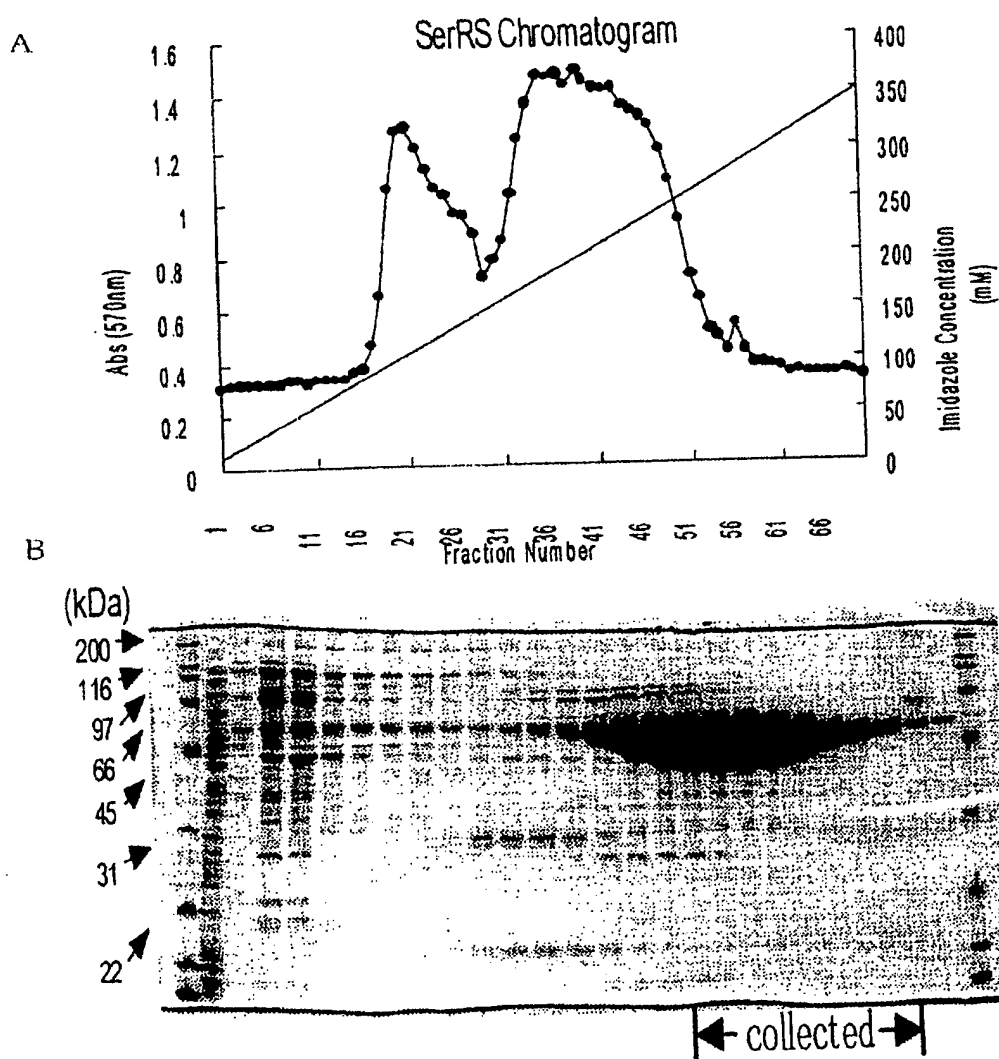 A
SerRS Chromatogram
1.6
1.4
1.2
1
0.8
0.6
0.4
0.2
0
Abs (570nm)
400
350
300
250
200
150
100
50
0
Imidazole Concentration
(mM)
1 6 11 16 21 26 31 36 41 46 51 56 61 66
Fraction Number
B
(kDa)
200
116
97
66
45
31
22
collected